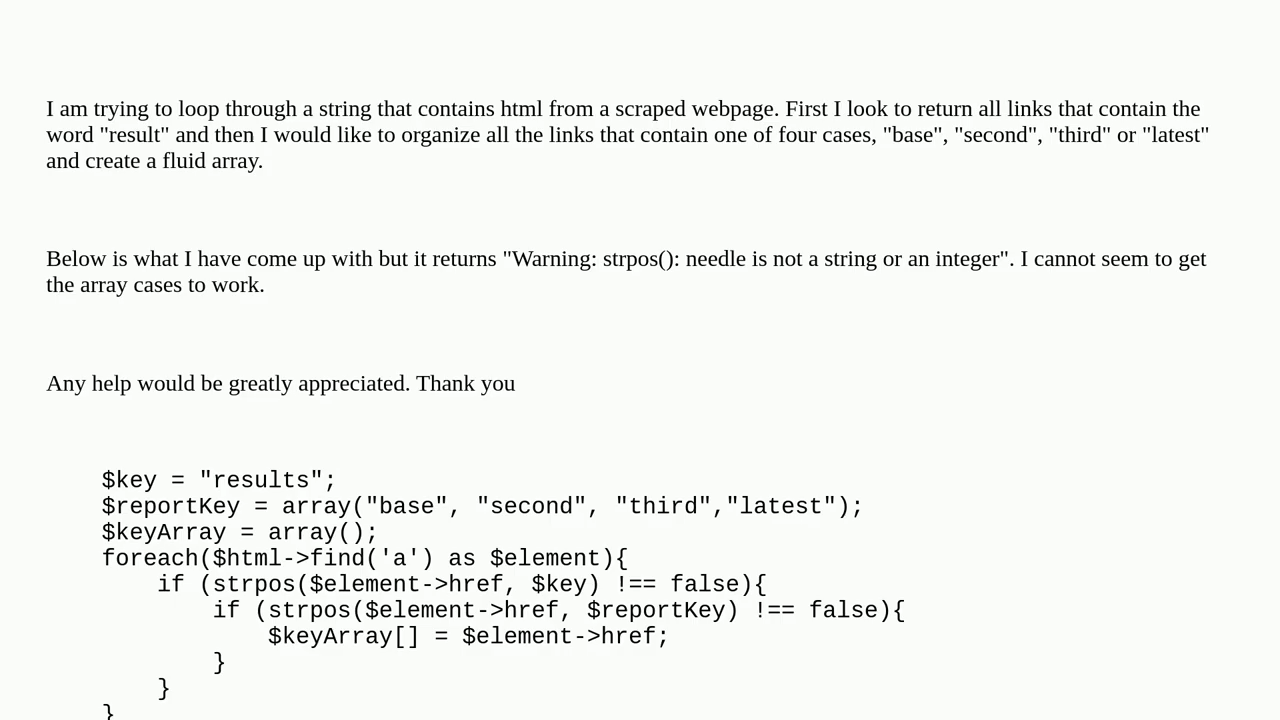 I am trying to loop through a string that contains html from a scraped webpage. First I look to return all links that contain the
word "result" and then I would like to organize all the links that contain one of four cases, "base", "second", "third" or "latest"
and create a fluid array.
Below is what I have come up with but it returns "Warning: strpos(): needle is not a string or an integer". I cannot seem to get
the array cases to work.
Any help would be greatly appreciated. Thank you
$key = "results";
$reportKey = array("base", "second", "third","latest");
$keyArray = array();
foreach($html->find('a') as $element){
    if (strpos($element->href, $key) !== false){
        if (strpos($element->href, $reportKey) !== false){
            $keyArray[] = $element->href;
        }
    }
}